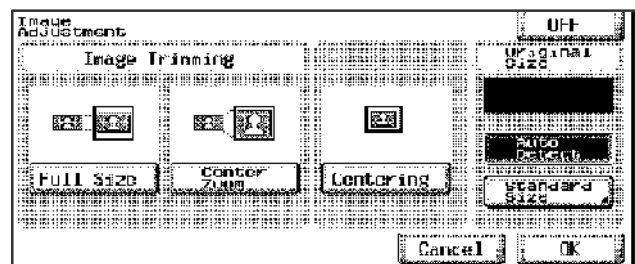 Image
Adjustment
OFF
Image Trimming
Original
Size
Auto
Detect
Full Size
Center
Zoom
Centering
Standard
Size
Cancel
OK